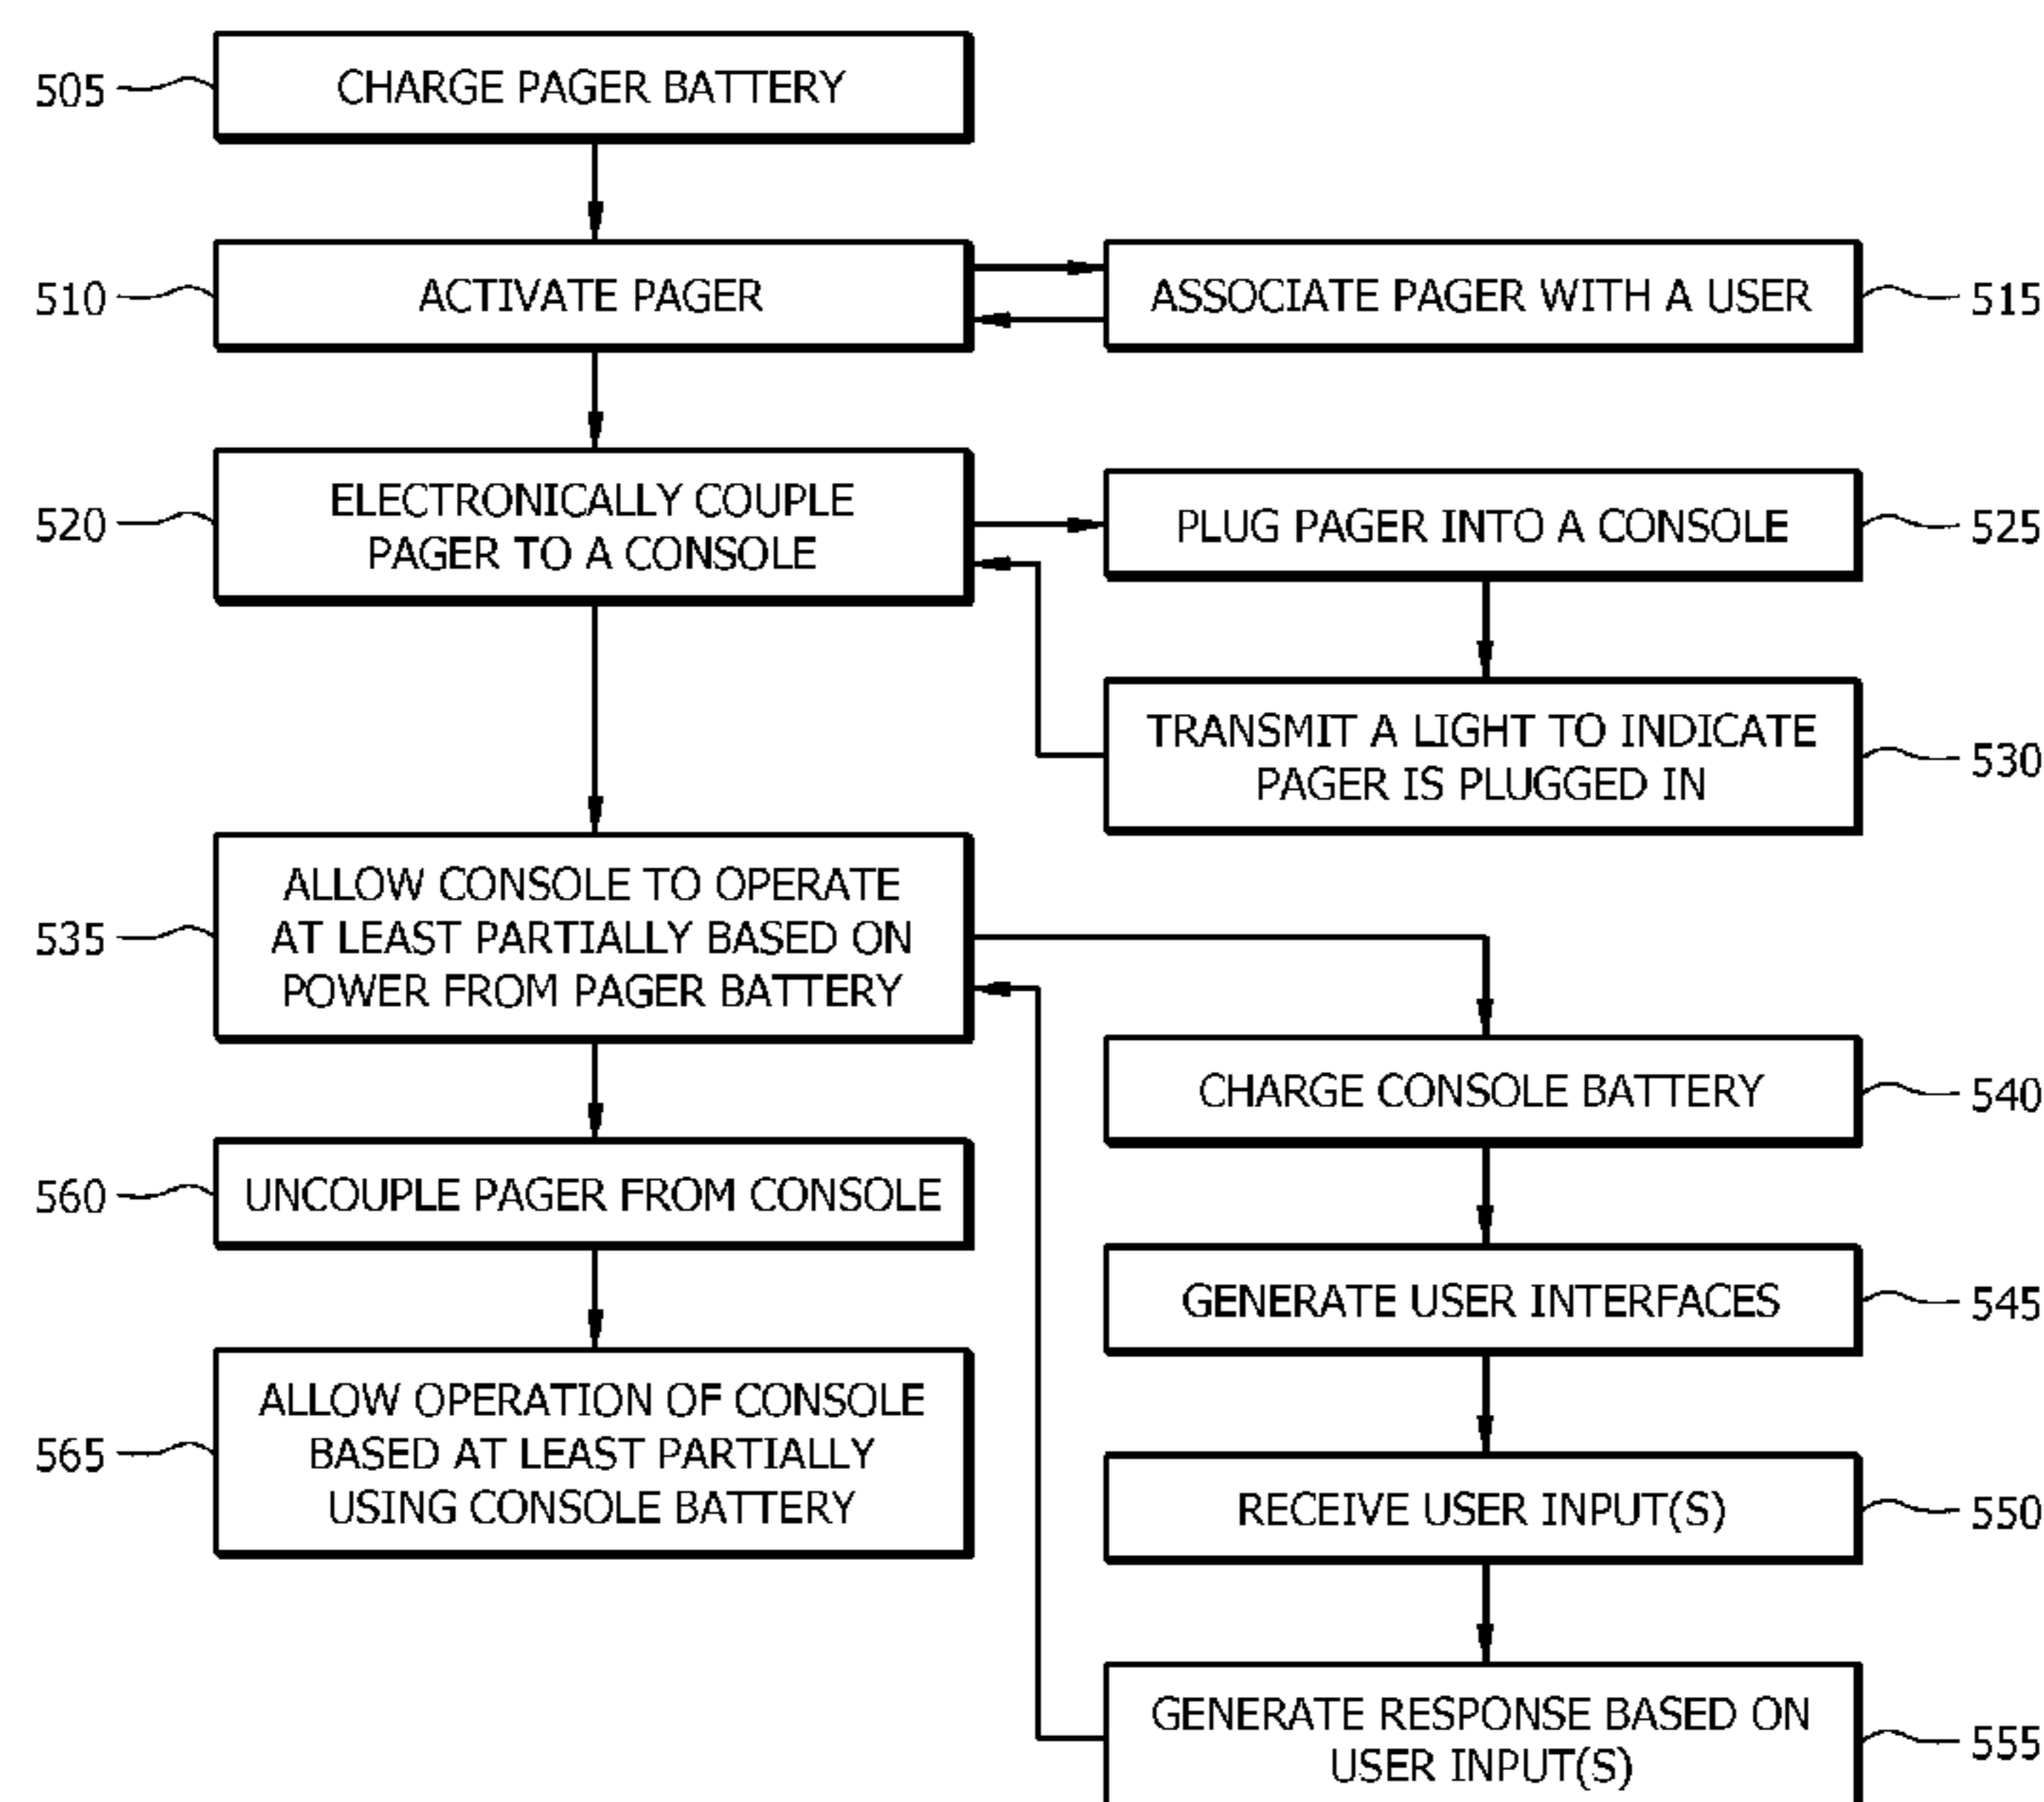 505
CHARGE PAGER BATTERY
510
ACTIVATE PAGER
ASSOCIATE PAGER WITH A USER
515
520
ELECTRONICALLY COUPLE
PAGER TO A CONSOLE
PLUG PAGER INTO A CONSOLE
525
TRANSMIT A LIGHT TO INDICATE
PAGER IS PLUGGED IN
530
535
ALLOW CONSOLE TO OPERATE
AT LEAST PARTIALLY BASED ON
POWER FROM PAGER BATTERY
CHARGE CONSOLE BATTERY
540
560
UNCOUPLE PAGER FROM CONSOLE
GENERATE USER INTERFACES
545
565
ALLOW OPERATION OF CONSOLE
BASED AT LEAST PARTIALLY
USING CONSOLE BATTERY
RECEIVE USER INPUT(S)
550
GENERATE RESPONSE BASED ON
USER INPUT(S)
555